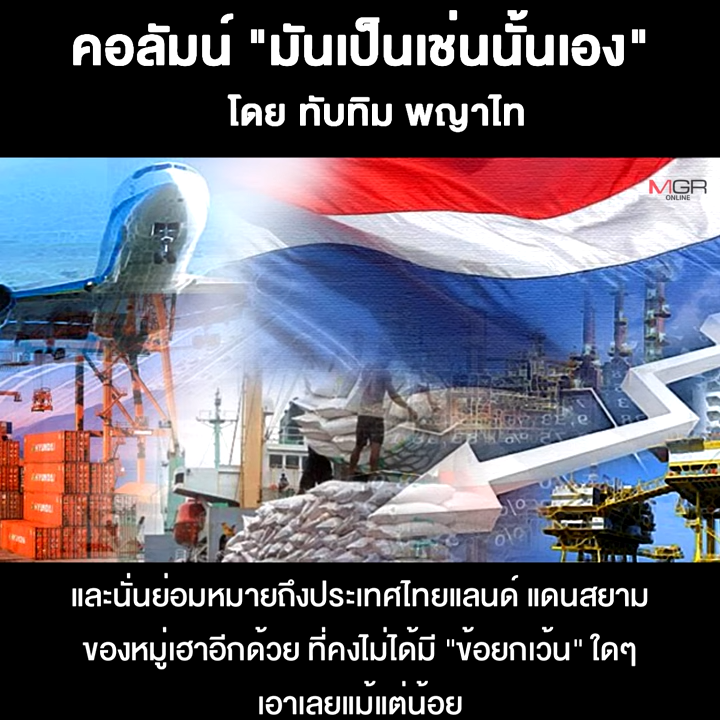 คอลัมน์ "มันเป็นเช่นนั้นเอง"
โดย ทับทิม พญาไท
MGR
ONLINE
และนั่นย่อมหมายถึงประเทศไทยแลนด์ แดนสยาม
ของหมู่เฮาอีกด้วย ที่คงไม่ได้มี "ข้อยกเว้น" ใดๆ
เอาเลยแม้แต่น้อย